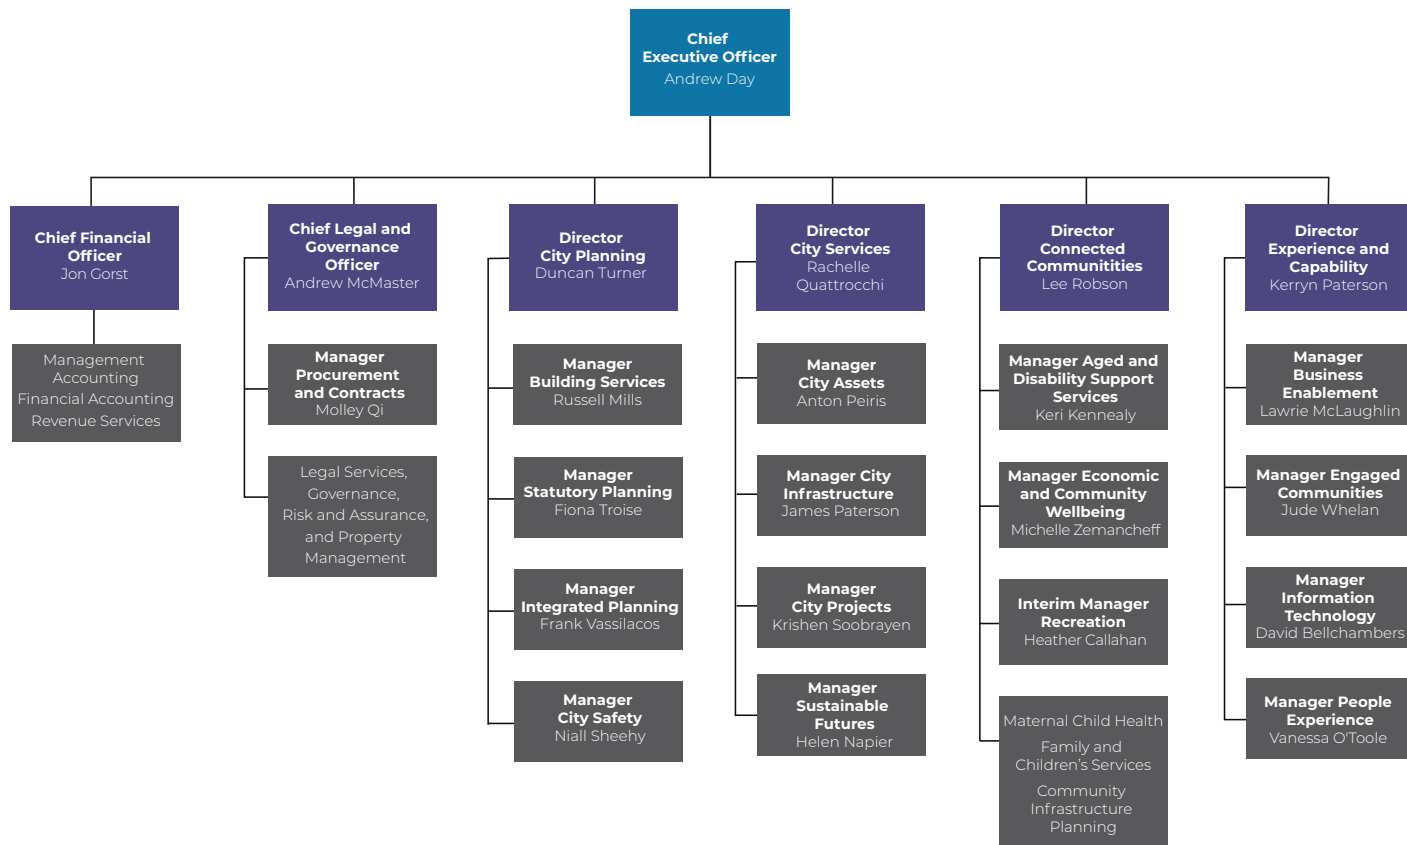 Chief
Executive Officer
Andrew Day
Chief Financial
Officer
Jon Gorst
Management
Accounting
Financial Accounting
Revenue Services
Chief Legal and
Governance
Officer
Andrew McMaster
Manager
Procurement
and Contracts
Molley Qi
Legal Services,
Governance,
Risk and Assurance,
and Property
Management
Director
City Planning
Duncan Turner
Manager
Building Services
Russell Mills
Manager
Statutory Planning
Fiona Troise
Manager
Integrated Planning
Frank Vassilacos
Manager
City Safety
Niall Sheehy
Director
City Services
Rachelle
Quattrocchi
Manager
City Assets
Anton Peiris
Manager City
Infrastructure
James Paterson
Manager
City Projects
Krishen Soobrayen
Manager
Sustainable
Futures
Helen Napier
Director
Connected
Communitities
Lee Robson
Manager Aged and
Disability Support
Services
Keri Kennealy
Manager Economic
and Community
Wellbeing
Michelle Zemancheff
Interim Manager
Recreation
Heather Callahan
Maternal Child Health
Family and
Children's Services
Community
Infrastructure
Planning
Director
Experience and
Capability
Kerryn Paterson
Manager
Business
Enablement
Lawrie McLaughlin
Manager Engaged
Communities
Jude Whelan
Manager
Information
Technology
David Bellchambers
Manager People
Experience
Vanessa O'Toole